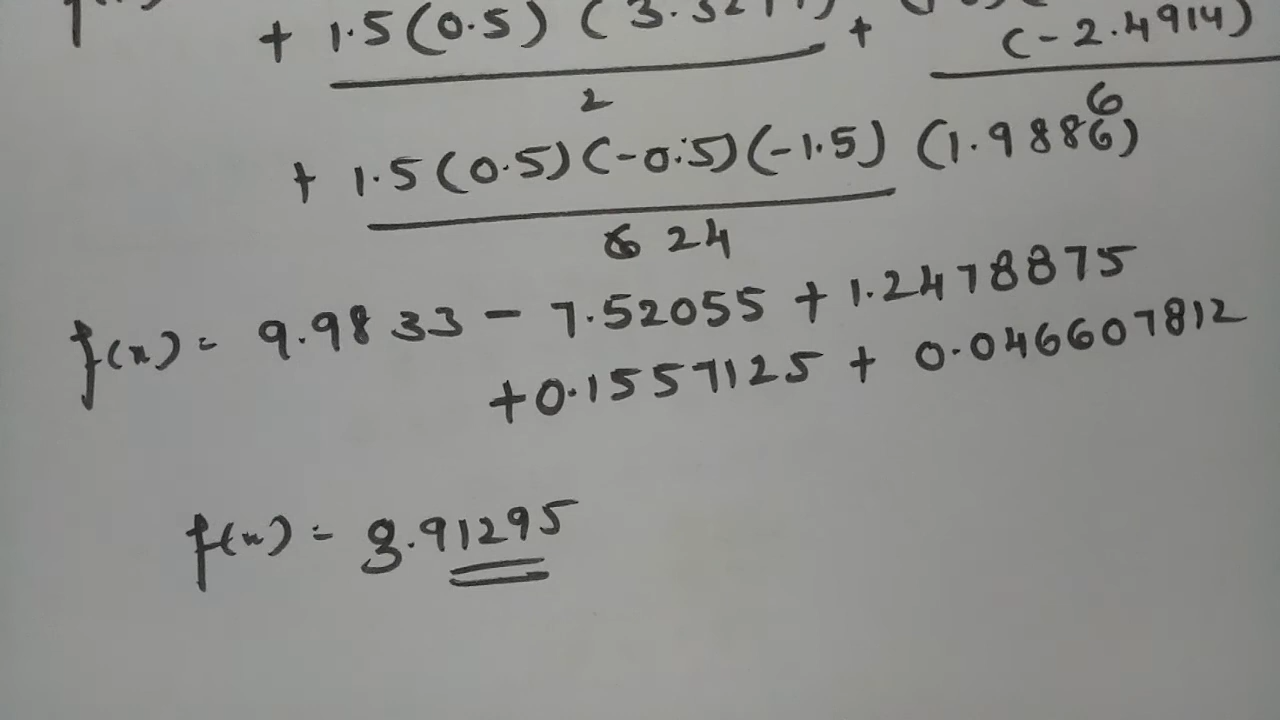 + 1.5(0.5) (3.
+
(-2.4914)
2
6
+ 1.5(0.5)(-0.5)(-1.5) (1.9886)
24
f(x) = 9.9833 - 7.52055 + 1.2478875
+0.1557125 + 0.046607812
f(x) = 3.91295